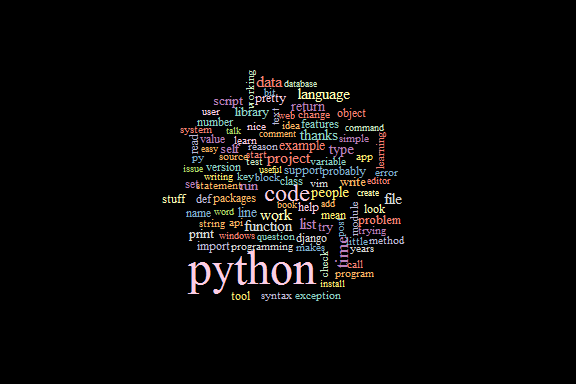 working
data
database
bit
pretty
language
script
text
return
user
library
web change
object
number
nice
idea
features
command
system
talk
comment
thanks
simple
learning
read
value
learn
reason
example
easy
self
type
py
source
start
test
project
variable
app
issue
version
useful
support
probably
error
writing
key
block
class
vim
write
editor
set
statement
run
code
people
create
stuff
def
packages
book
help
add
file
name
word
line
work
mean
post
module
look
string
api
function
list
try
problem
print
windows
question
django
time
trying
import
programming
makes
little
method
years
python
check
call
program
install
tool
syntax
exception